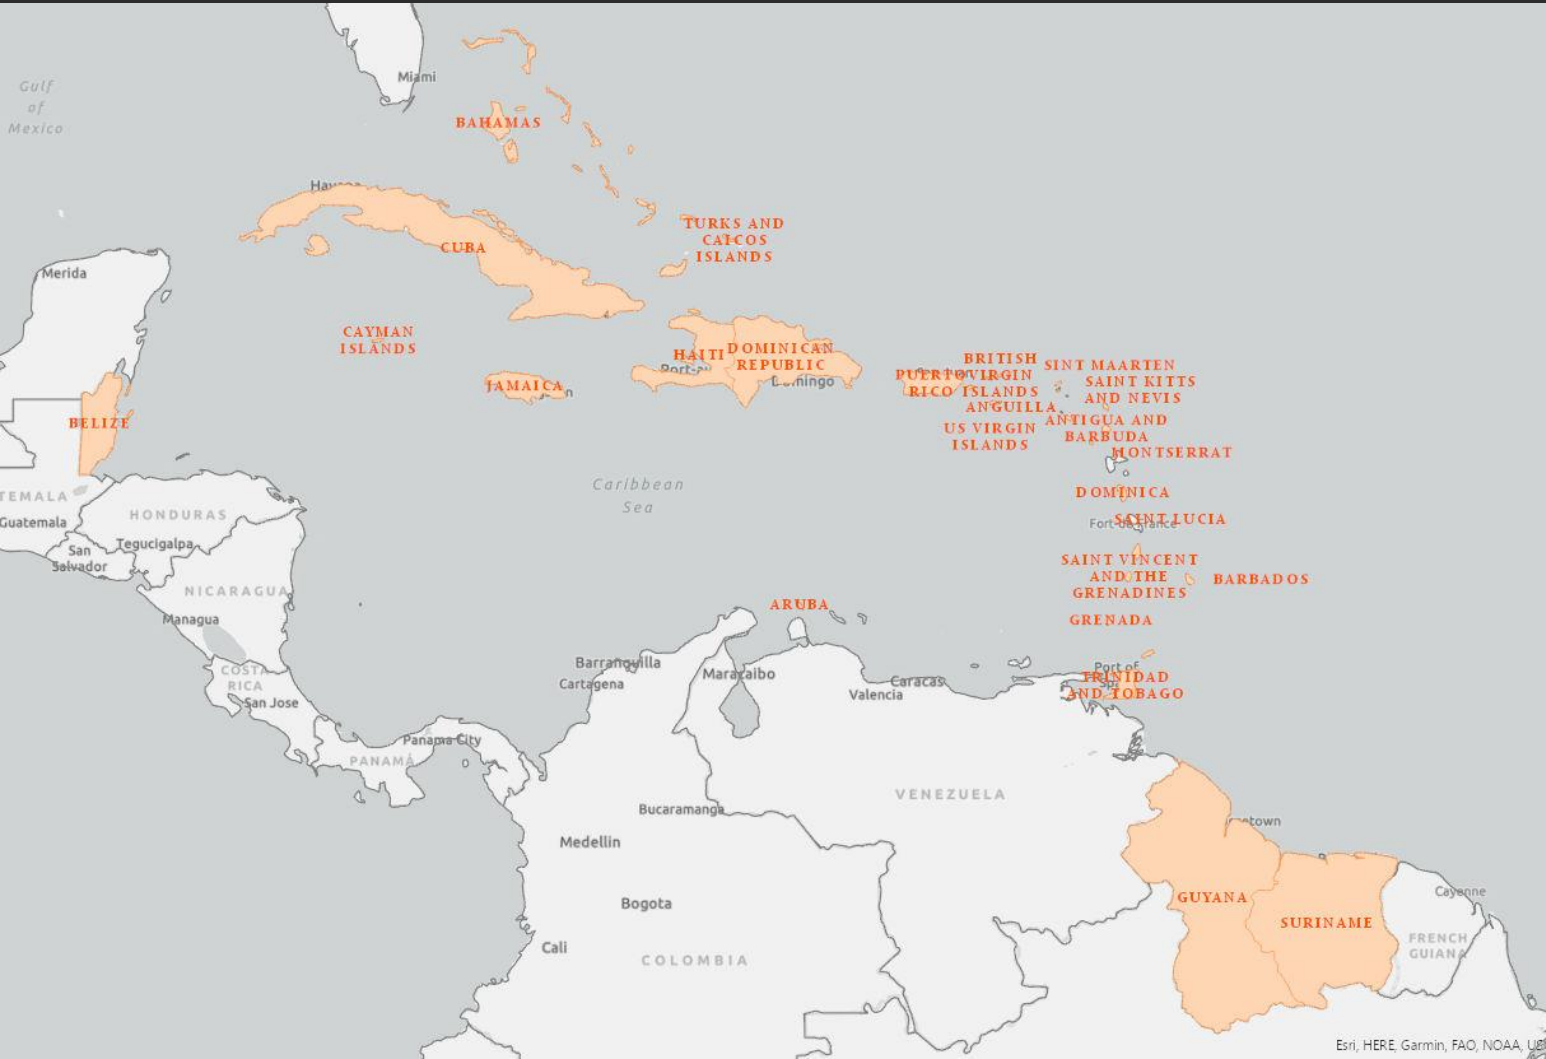 Miami
Gulf
of
Mexico
BAHAMAS
TURKS AND
CAICOS
ISLANDS
CUBA
Merida
CAYMAN
ISLANDS
HAITI
DOMINICAN
REPUBLIC
JAMAICA
BRITISH
VIRGIN
ISLANDS
PUERTO
RICO
SINT MAARTEN
SAINT KITTS
AND NEVIS
ANGUILLA
ANTIGUA AND
BARBUDA
US VIRGIN
ISLANDS
MONTSERRAT
BELIZE
Caribbean
Sea
DOMINICA
SAINT LUCIA
HONDURAS
Guatemala
Tegucigalpa
San
Salvador
SAINT VINCENT
AND THE
GRENADINES
BARBADOS
NICARAGUA
Managua
ARUBA
GRENADA
COSTA
RICA
San Jose
Barranquilla
Cartagena
Maracaibo
Valencia
Caracas
Port of
TRINIDAD
AND TOBAGO
Panama City
PANAMÁ
VENEZUELA
Bucaramanga
Medellin
Bogota
Cali
COLOMBIA
GUYANA
SURINAME
Cayenne
FRENCH
GUIANA
Esri, HERE, Garmin, FAO, NOAA,